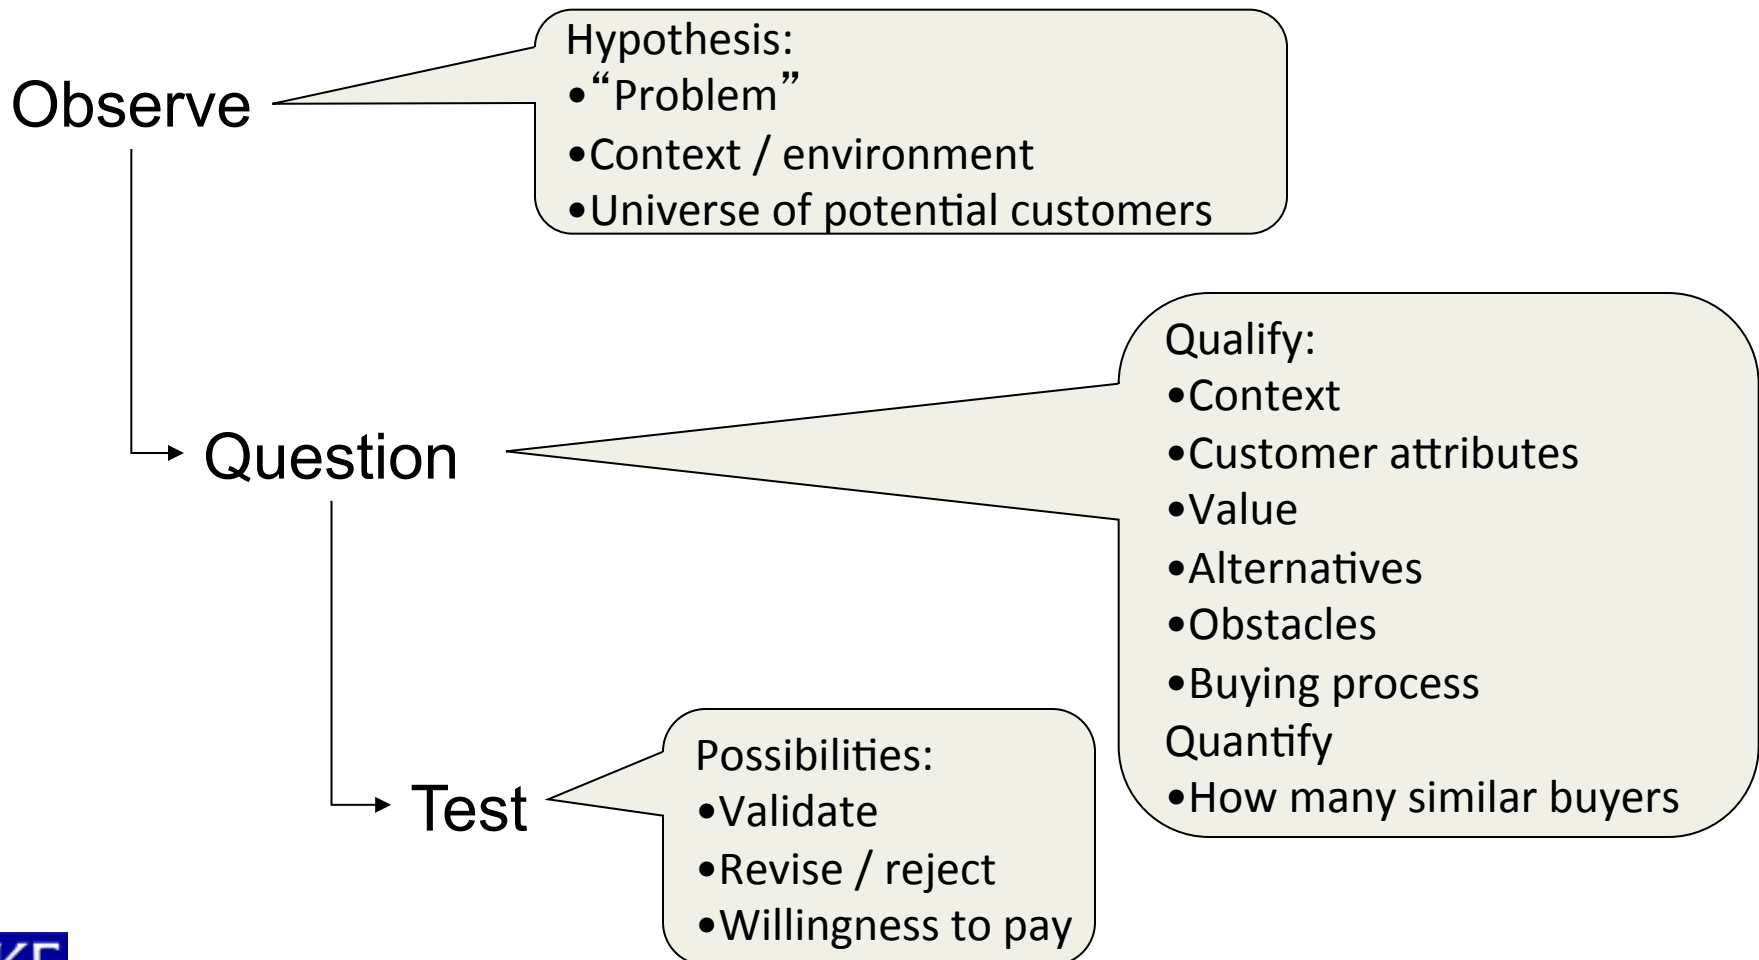 Observe
Hypothesis:
•“Problem”
•Context / environment
•Universe of potential customers
Question
Qualify:
•Context
•Customer attributes
•Value
•Alternatives
•Obstacles
•Buying process
Quantify
•How many similar buyers
Test
Possibilities:
•Validate
•Revise / reject
•Willingness to pay